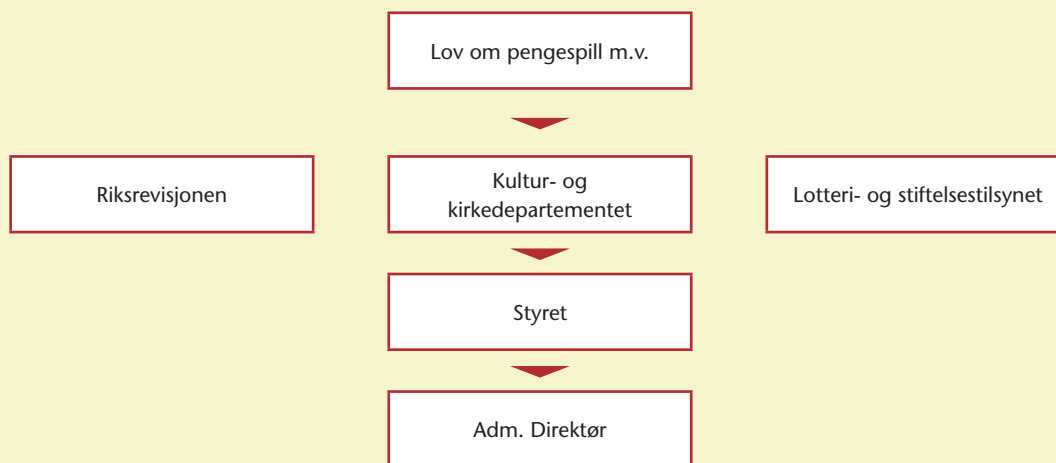 Lov om pengespill m.v.
Riksrevisjonen
Kultur- og
kirkedepartementet
Lotteri- og stiftelsestilsynet
Styret
Adm. Direktør